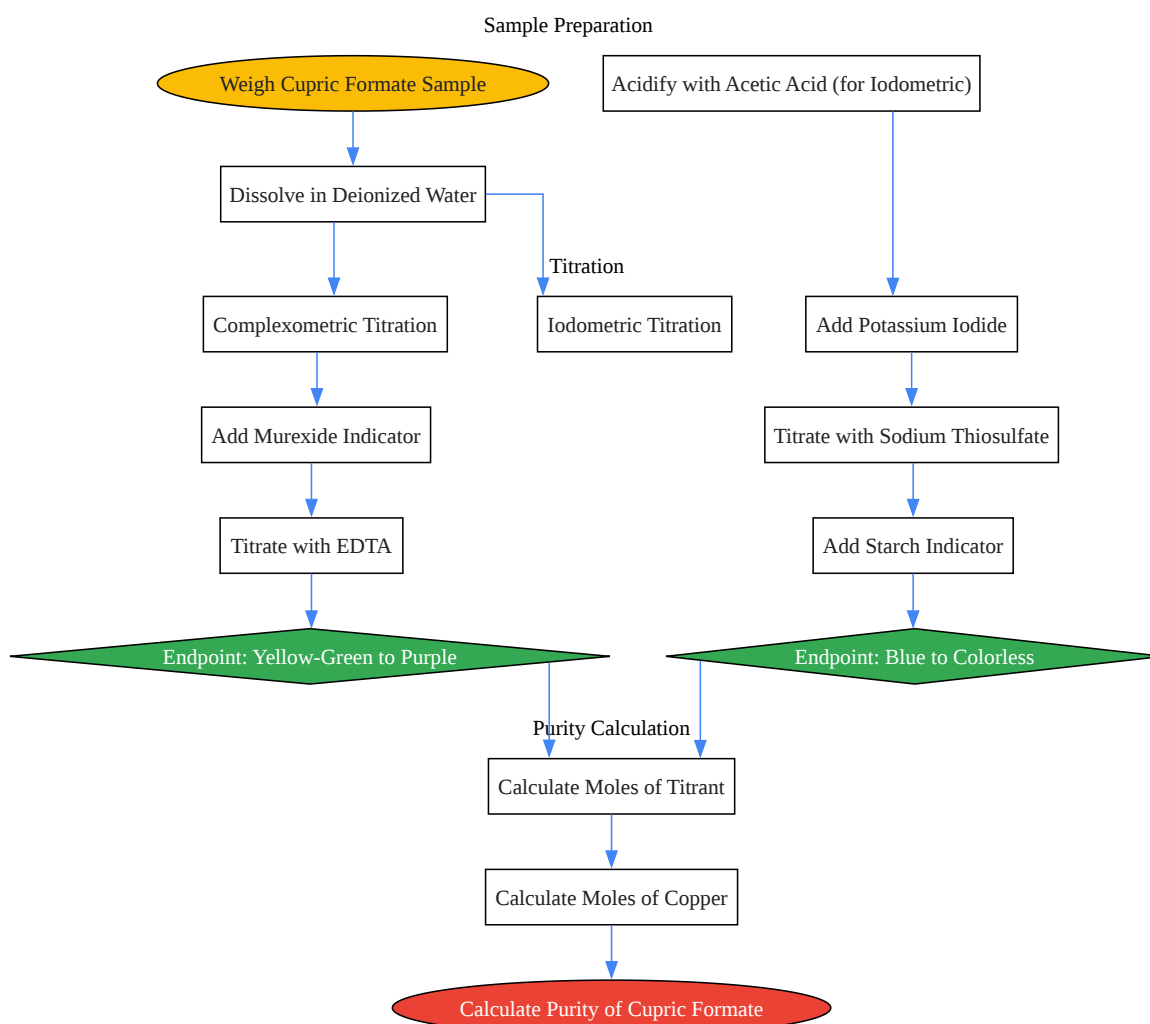 Sample Preparation
Weigh Cupric Formate Sample
Acidify with Acetic Acid (for Iodometric)
Dissolve in Deionized Water
Titration
Complexometric Titration
Iodometric Titration
Add Potassium Iodide
Add Murexide Indicator
Titrate with Sodium Thiosulfate
Titrate with EDTA
Add Starch Indicator
Endpoint: Yellow-Green to Purple
Endpoint: Blue to Colorless
Purity Calculation
Calculate Moles of Titrant
Calculate Moles of Copper
Calculate Purity of Cupric Formate